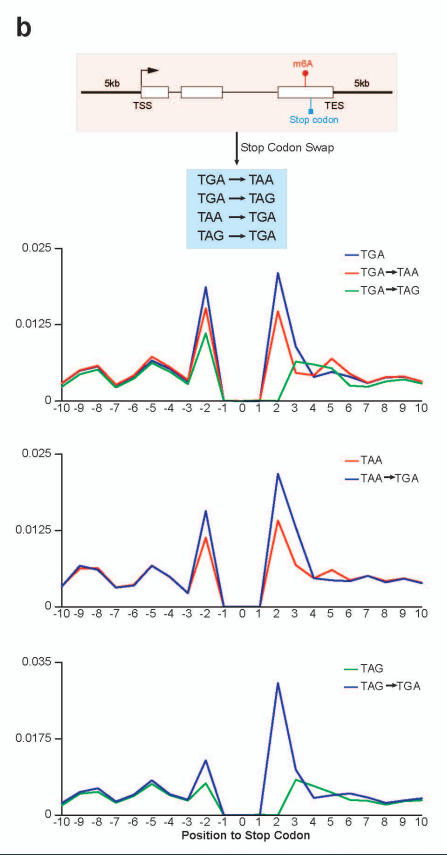 b
m6A
5kb
5kb
TSS
TES
Stop codon
Stop Codon Swap
TGA → TAA
TGA → TAG
TAA → TGA
TAG → TGA
0.025
TGA
TGA→TAA
TGA→TAG
0.0125
0
-10 -9 -8 -7 -6 -5 -4 -3 -2 -1 0 1 2 3 4 5 6 7 8 9 10
0.025
TAA
TAA→TGA
0.0125
0
-10 -9 -8 -7 -6 -5 -4 -3 -2 -1 0 1 2 3 4 5 6 7 8 9 10
0.035
TAG
TAG→TGA
0.0175
0
-10 -9 -8 -7 -6 -5 -4 -3 -2 -1 0 1 2 3 4 5 6 7 8 9 10
Position to Stop Codon